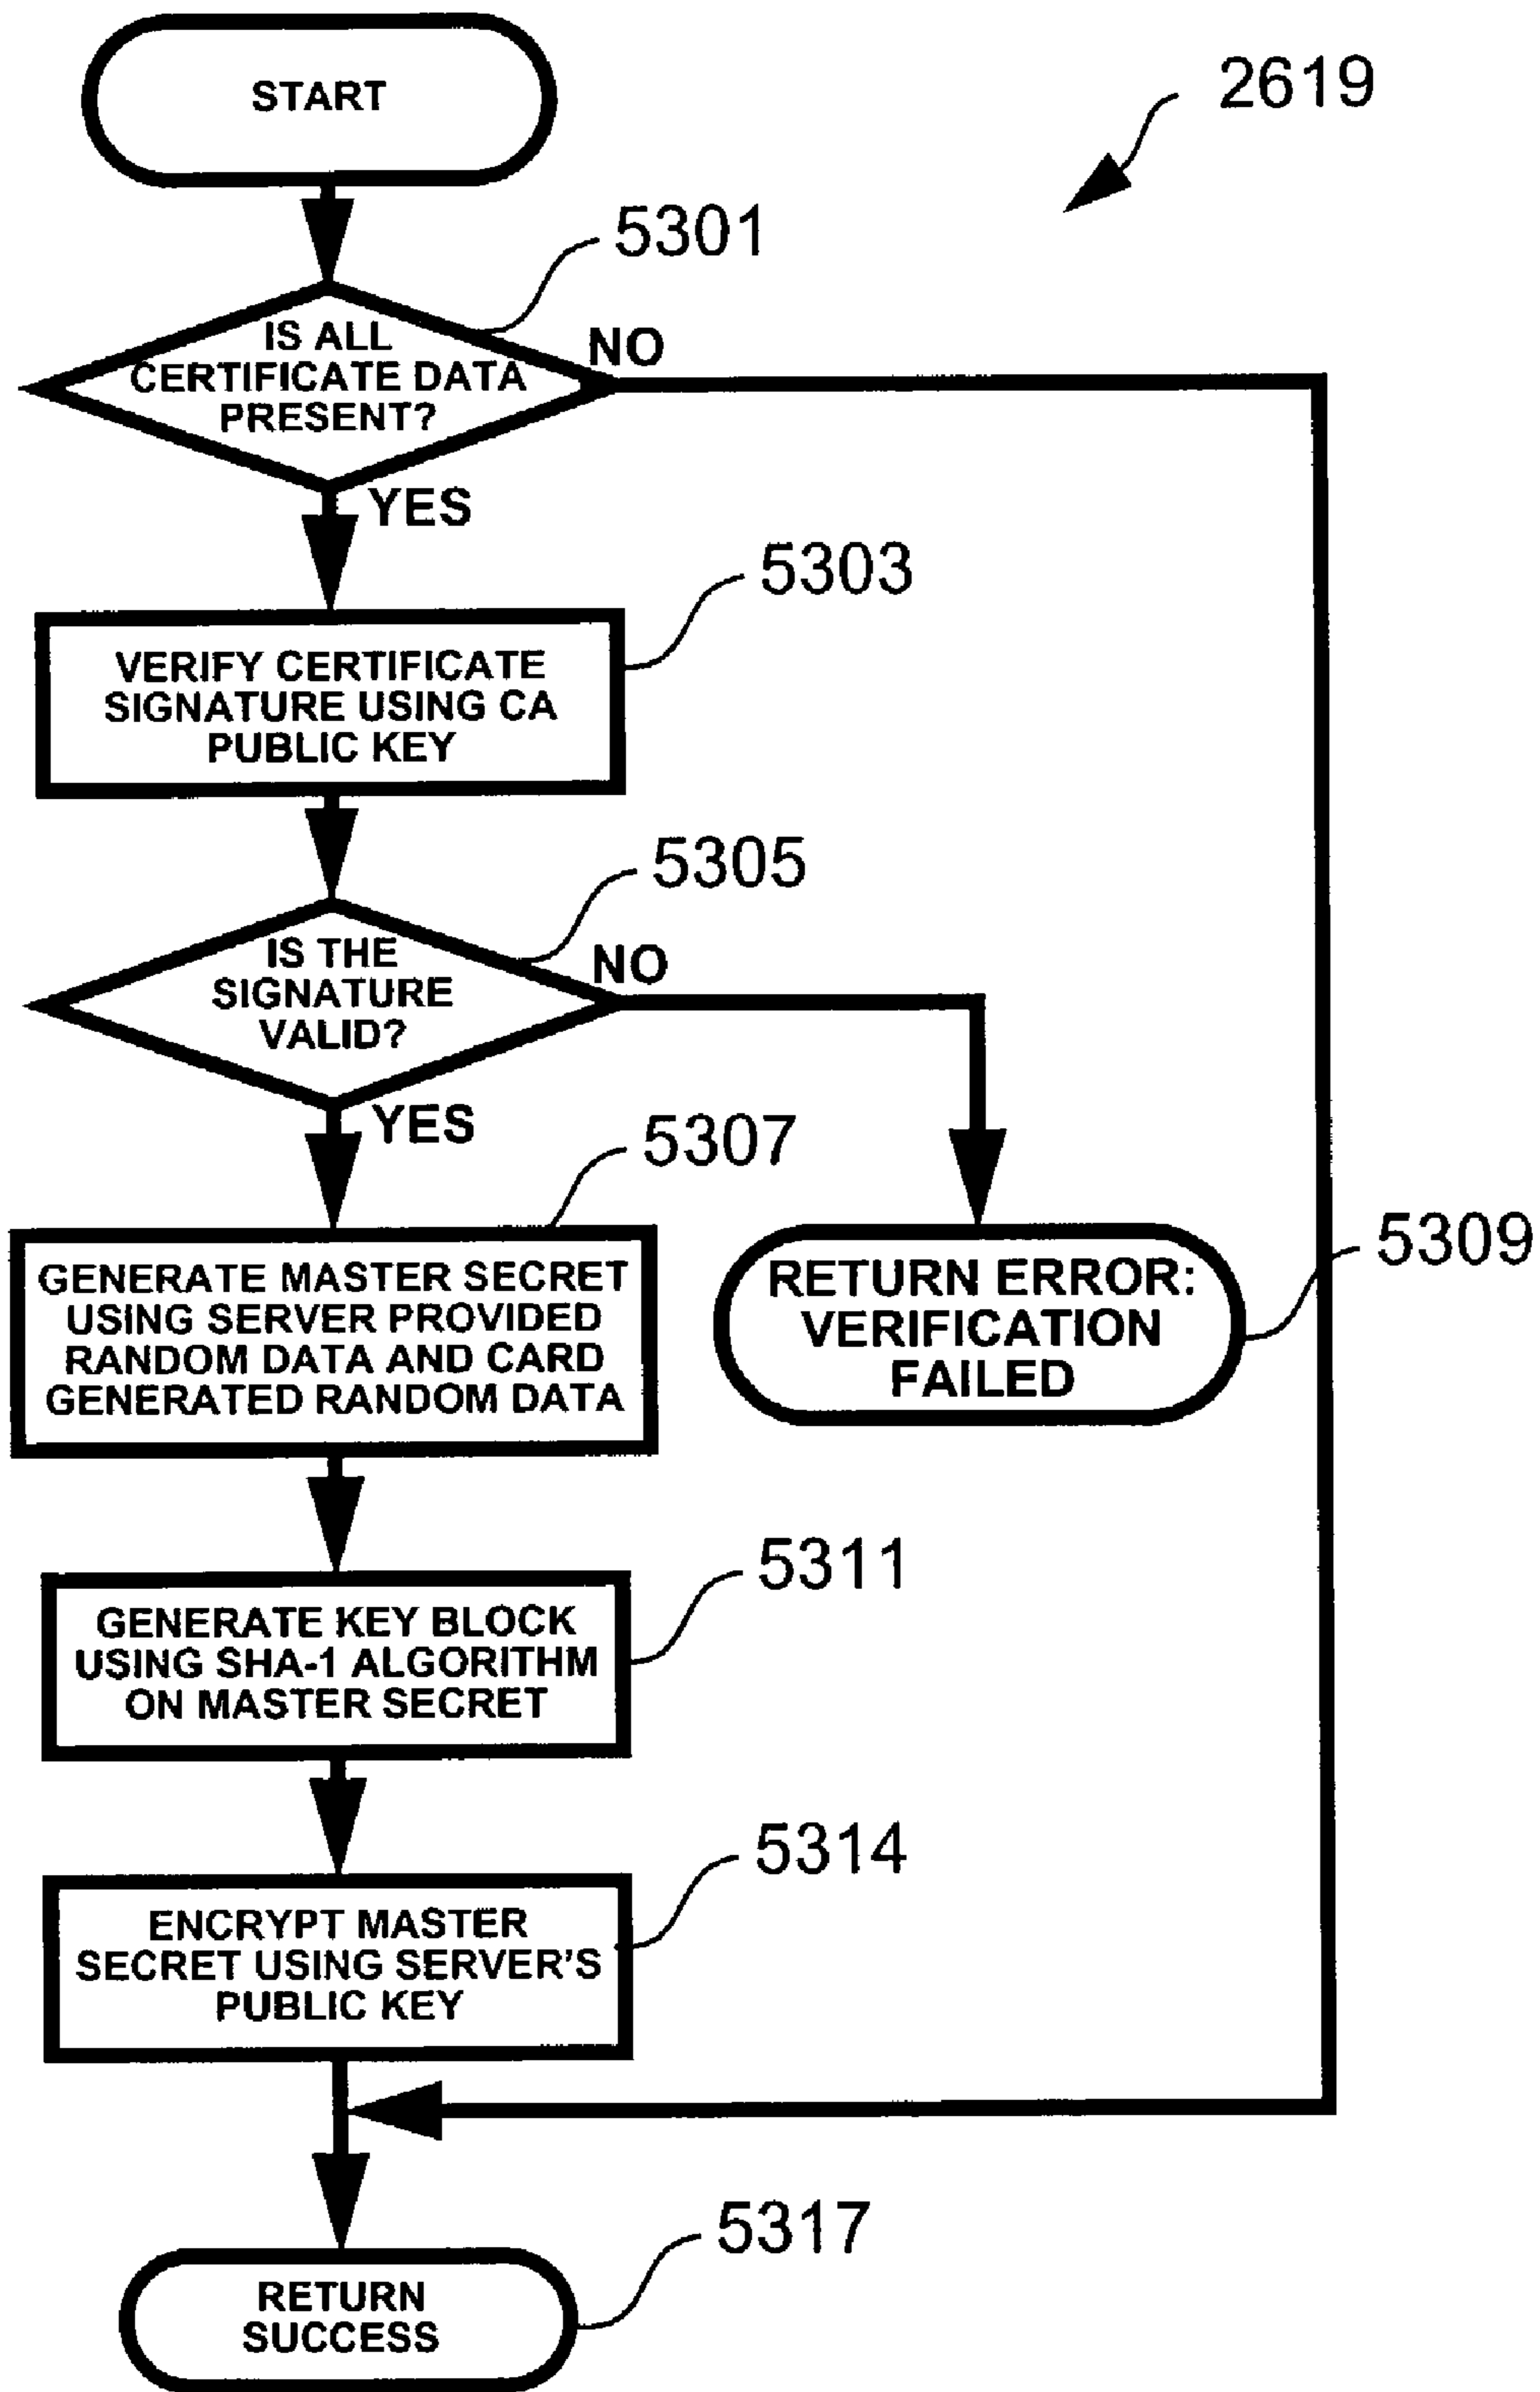 START
2619
5301
IS ALL
CERTIFICATE DATA
PRESENT?
NO
YES
5303
VERIFY CERTIFICATE
SIGNATURE USING CA
PUBLIC KEY
5305
IS THE
SIGNATURE
VALID?
NO
YES
5307
GENERATE MASTER SECRET
USING SERVER PROVIDED
RANDOM DATA AND CARD
GENERATED RANDOM DATA
5309
RETURN ERROR:
VERIFICATION
FAILED
5311
GENERATE KEY BLOCK
USING SHA-1 ALGORITHM
ON MASTER SECRET
5314
ENCRYPT MASTER
SECRET USING SERVER'S
PUBLIC KEY
5317
RETURN
SUCCESS